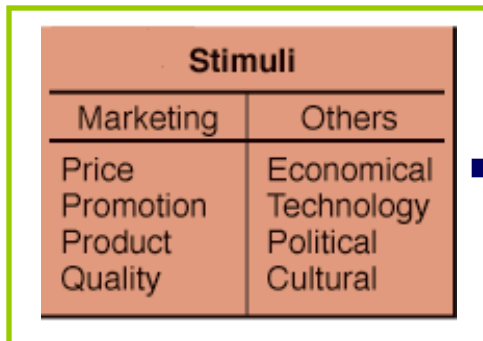 Stimuli
Marketing Others
Price Economical
Promotion Technology
Product Political
Quality Cultural